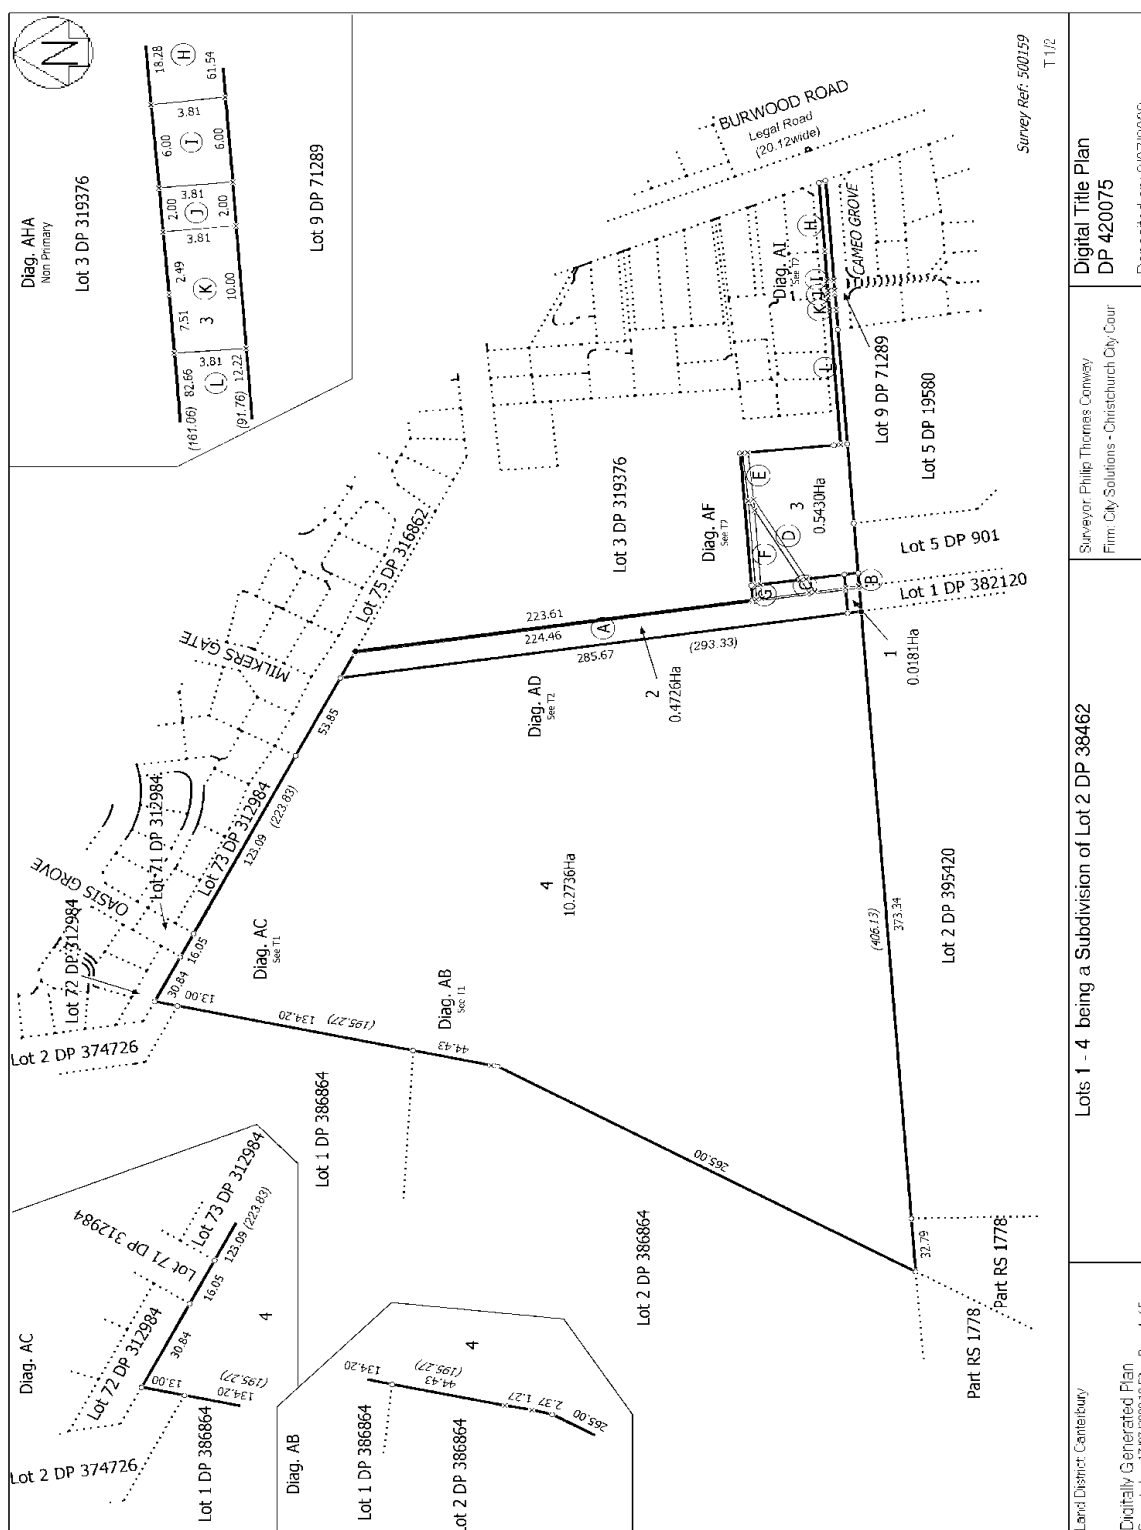 N
Diag. AHA
Non Primary
Lot 3 DP 319376
Lot 9 DP 71289
(161.06)
82.66
7.51
2.49
2.00
6.00
18.28
(91.76)
12.22
10.00
2.00
6.00
61.54
3.81
3.81
3.81
3.81
L
3
K
J
I
H
Survey Ref: 500159
T 1/2
BURWOOD ROAD
Legal Road
(20.12wide)
CAMEO GROVE
Diag. AI
See T2
H
I
J
K
L
Lot 9 DP 71289
Lot 5 DP 19580
Lot 3 DP 319376
Diag. AF
See T2
E
F
D
G
C
B
3
0.5430Ha
Lot 5 DP 901
Lot 1 DP 382120
1
0.0181Ha
Lot 75 DP 316862
MILKERS GATE
223.61
224.46
A
285.67
(293.33)
2
0.4726Ha
Diag. AD
See T2
53.85
Lot 73 DP 312984
123.09
(223.83)
Lot 71 DP 312984
OASIS GROVE
Lot 72 DP 312984
16.05
30.84
13.00
Diag. AC
See T1
134.20
(195.27)
Diag. AB
See T1
44.43
4
10.2736Ha
Lot 2 DP 374726
Lot 1 DP 386864
265.00
Lot 2 DP 386864
(406.13)
373.34
Lot 2 DP 395420
32.79
Part RS 1778
Part RS 1778
Diag. AC
Lot 72 DP 312984
Lot 71 DP 312984
Lot 73 DP 312984
30.84
16.05
123.09
(223.83)
13.00
134.20
(195.27)
4
Lot 2 DP 374726
Lot 1 DP 386864
Diag. AB
134.20
(195.27)
44.43
1.27
2.37
265.00
4
Lot 1 DP 386864
Lot 2 DP 386864
Land District: Canterbury
Digitally Generated Plan
Lots 1 - 4 being a Subdivision of Lot 2 DP 38462
Surveyor: Philip Thomas Conway
Firm: City Solutions - Christchurch City Cour
Digital Title Plan
DP 420075